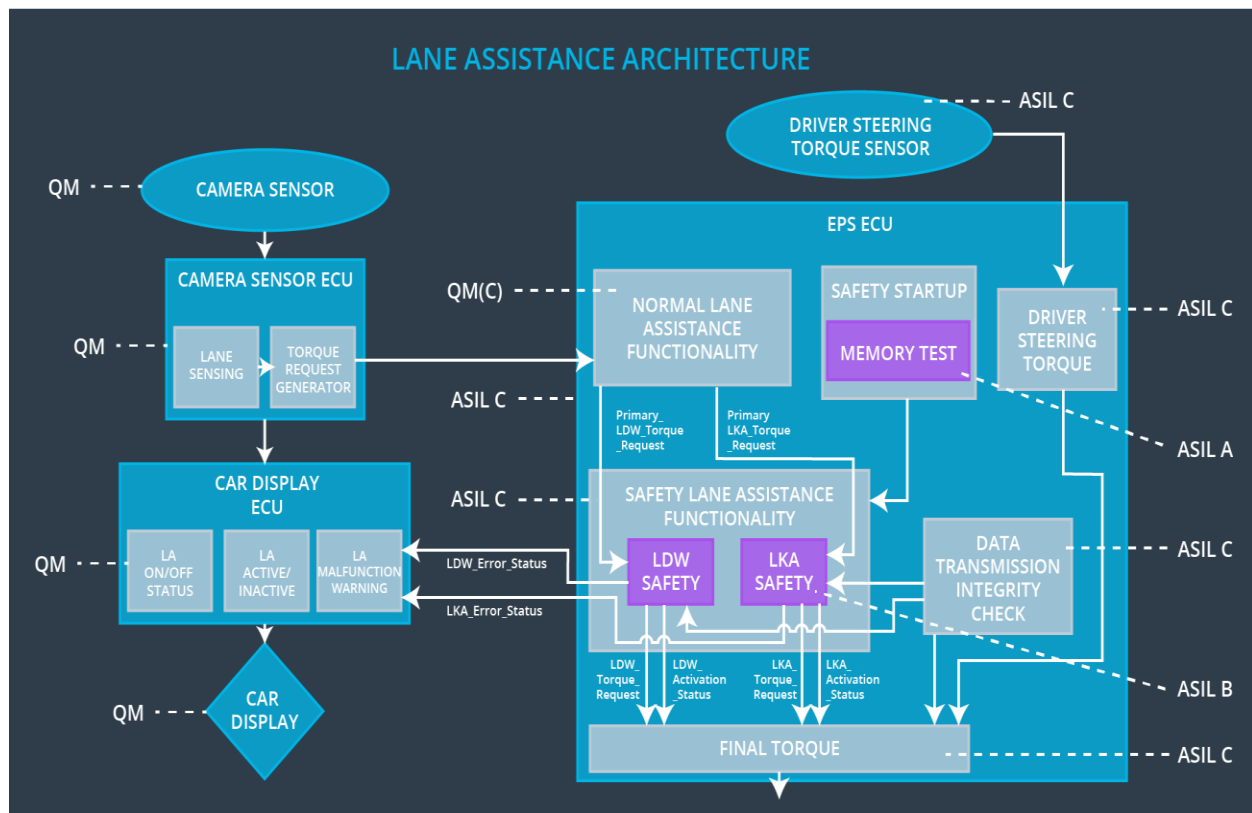 LANE ASSISTANCE ARCHITECTURE
ASIL C
DRIVER STEERING
TORQUE SENSOR
QM
CAMERA SENSOR
EPS ECU
CAMERA SENSOR ECU
QM(C)
NORMAL LANE
ASSISTANCE
FUNCTIONALITY
SAFETY STARTUP
MEMORY TEST
DRIVER
STEERING
TORQUE
ASIL C
QM
LANE
SENSING
TORQUE
REQUEST
GENERATOR
ASIL C
Primary_
LDW_Torque
_Request
Primary
LKA_Torque
_Request
ASIL A
CAR DISPLAY
ECU
ASIL C
SAFETY LANE ASSISTANCE
FUNCTIONALITY
QM
LA
ON/OFF
STATUS
LA
ACTIVE/
INACTIVE
LA
MALFUNCTION
WARNING
LDW_Error_Status
LKA_Error_Status
LDW
SAFETY
LKA
SAFETY
DATA
TRANSMISSION
INTEGRITY
CHECK
ASIL C
LDW_
Torque_
Request
LDW_
Activation
_Status
LKA_
Torque_
Request
LKA_
Activation
_Status
ASIL B
QM
CAR
DISPLAY
FINAL TORQUE
ASIL C